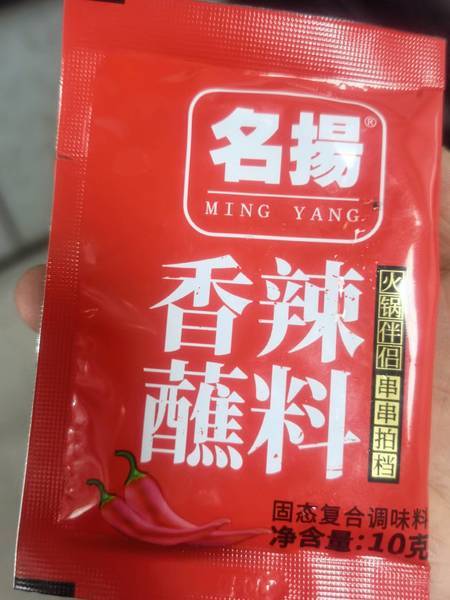 名揚®
MING YANG
香辣
蘸料
火锅伴侣 串串拍档
固态复合调味料
净含量:10克